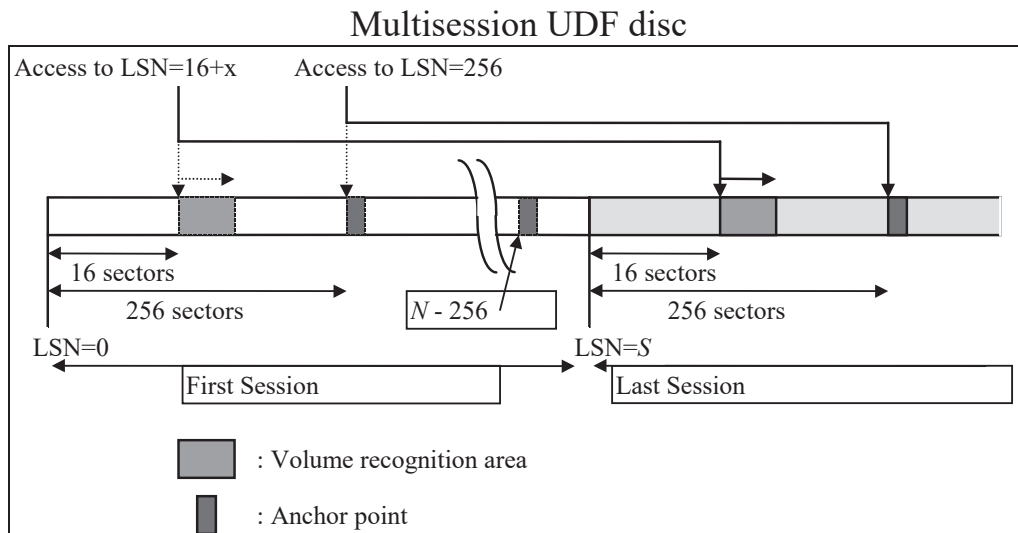 Multisession UDF disc
Access to LSN=16+x
Access to LSN=256
16 sectors
16 sectors
256 sectors
N - 256
256 sectors
LSN=0
LSN=S
First Session
Last Session
: Volume recognition area
: Anchor point